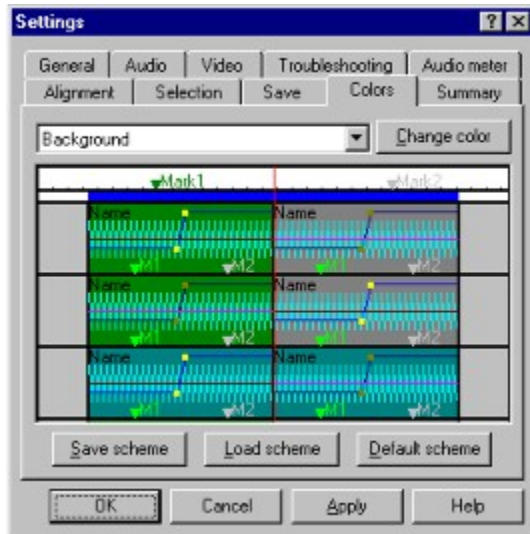 Settings
General Audio Video Troubleshooting Audio meter
Alignment Selection Save Colors Summary
Background Change color
Mark1 Mark2
Name Name
M1 M2 M1 M2
Name Name
M1 M2 M1 M2
Name Name
M1 M2 M1 M2
Save scheme Load scheme Default scheme
OK Cancel Apply Help